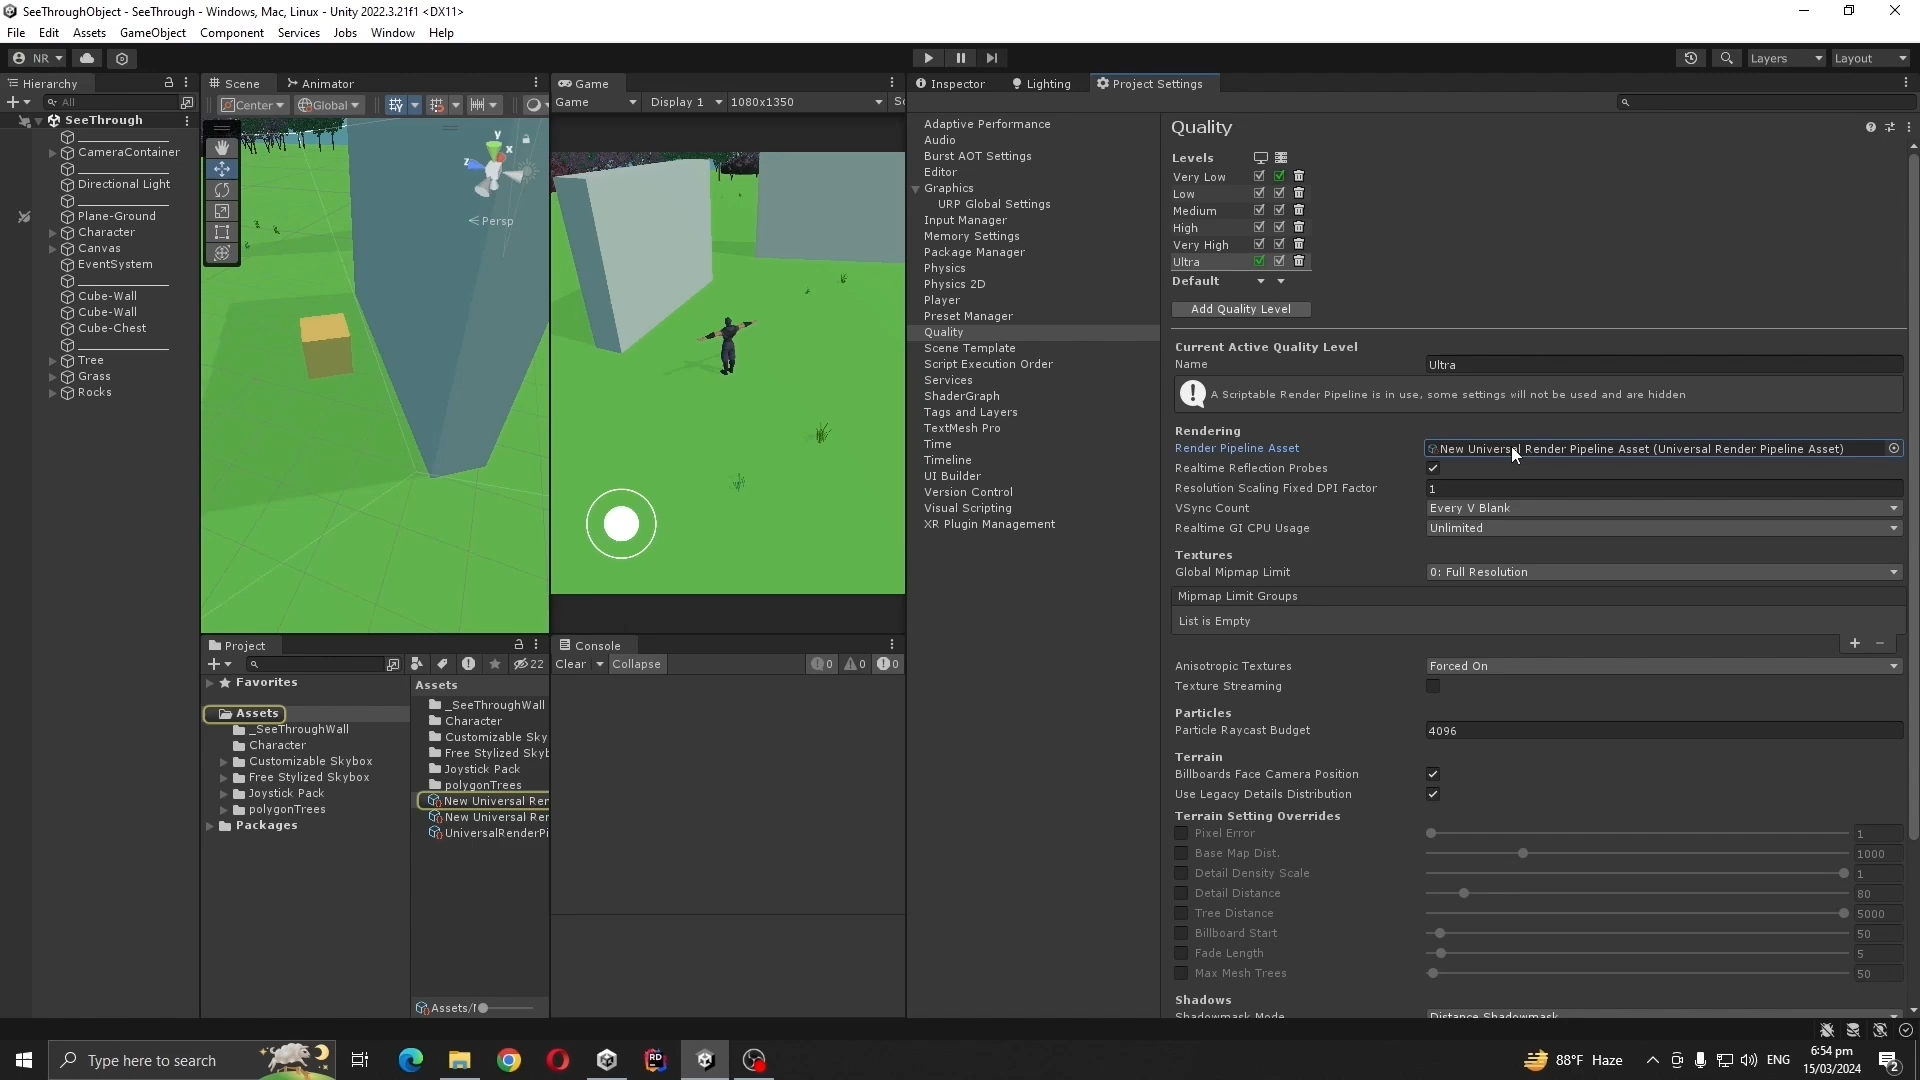 SeeThroughObject - SeeThrough - Windows, Mac, Linux - Unity 2022.3.21f1 <DX11>
File Edit Assets GameObject Component Services Jobs Window Help
NR
Layers
Layout
Hierarchy
All
SeeThrough
CameraContainer
Directional Light
Plane-Ground
Character
Canvas
EventSystem
Cube-Wall
Cube-Wall
Cube-Chest
Tree
Grass
Rocks
Scene
Animator
Center
Global
y
x
z
Persp
Game
Game
Display 1
1080x1350
Sc
Project
22
Favorites
Assets
_SeeThroughWall
Character
Customizable Skybox
Free Stylized Skybox
Joystick Pack
polygonTrees
Packages
Assets
_SeeThroughWall
Character
Customizable Sky
Free Stylized Skyb
Joystick Pack
polygonTrees
New Universal Rer
New Universal Rer
UniversalRenderPi
Console
Clear
Collapse
0
0
0
Inspector
Lighting
Project Settings
Adaptive Performance
Audio
Burst AOT Settings
Editor
Graphics
URP Global Settings
Input Manager
Memory Settings
Package Manager
Physics
Physics 2D
Player
Preset Manager
Quality
Scene Template
Script Execution Order
Services
ShaderGraph
Tags and Layers
TextMesh Pro
Time
Timeline
UI Builder
Version Control
Visual Scripting
XR Plugin Management
Quality
Levels
Very Low
Low
Medium
High
Very High
Ultra
Default
Add Quality Level
Current Active Quality Level
Name Ultra
A Scriptable Render Pipeline is in use, some settings will not be used and are hidden
Rendering
Render Pipeline Asset New Universal Render Pipeline Asset (Universal Render Pipeline Asset)
Realtime Reflection Probes
Resolution Scaling Fixed DPI Factor 1
VSync Count Every V Blank
Realtime GI CPU Usage Unlimited
Textures
Global Mipmap Limit 0: Full Resolution
Mipmap Limit Groups
List is Empty
Anisotropic Textures Forced On
Texture Streaming
Particles
Particle Raycast Budget 4096
Terrain
Billboards Face Camera Position
Use Legacy Details Distribution
Terrain Setting Overrides
Pixel Error 1
Base Map Dist. 1000
Detail Density Scale 1
Detail Distance 80
Tree Distance 5000
Billboard Start 50
Fade Length 5
Max Mesh Trees 50
Shadows
Shadowmask Mode Distance Shadowmask
Type here to search
88°F Haze
ENG
6:54 pm
15/03/2024
2